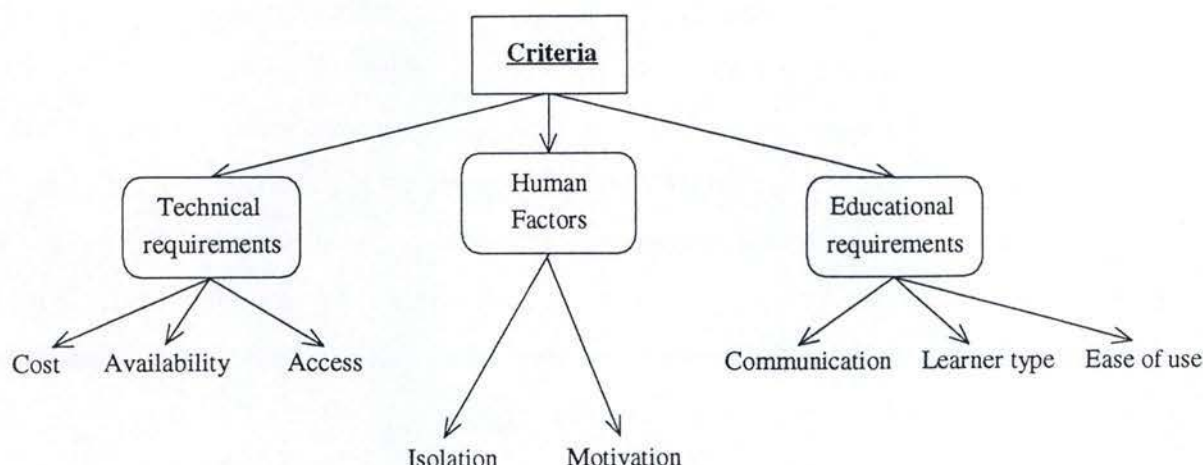 Criteria
Technical
requirements
Human
Factors
Educational
requirements
Cost
Availability
Access
Communication
Learner type
Ease of use
Isolation
Motivation